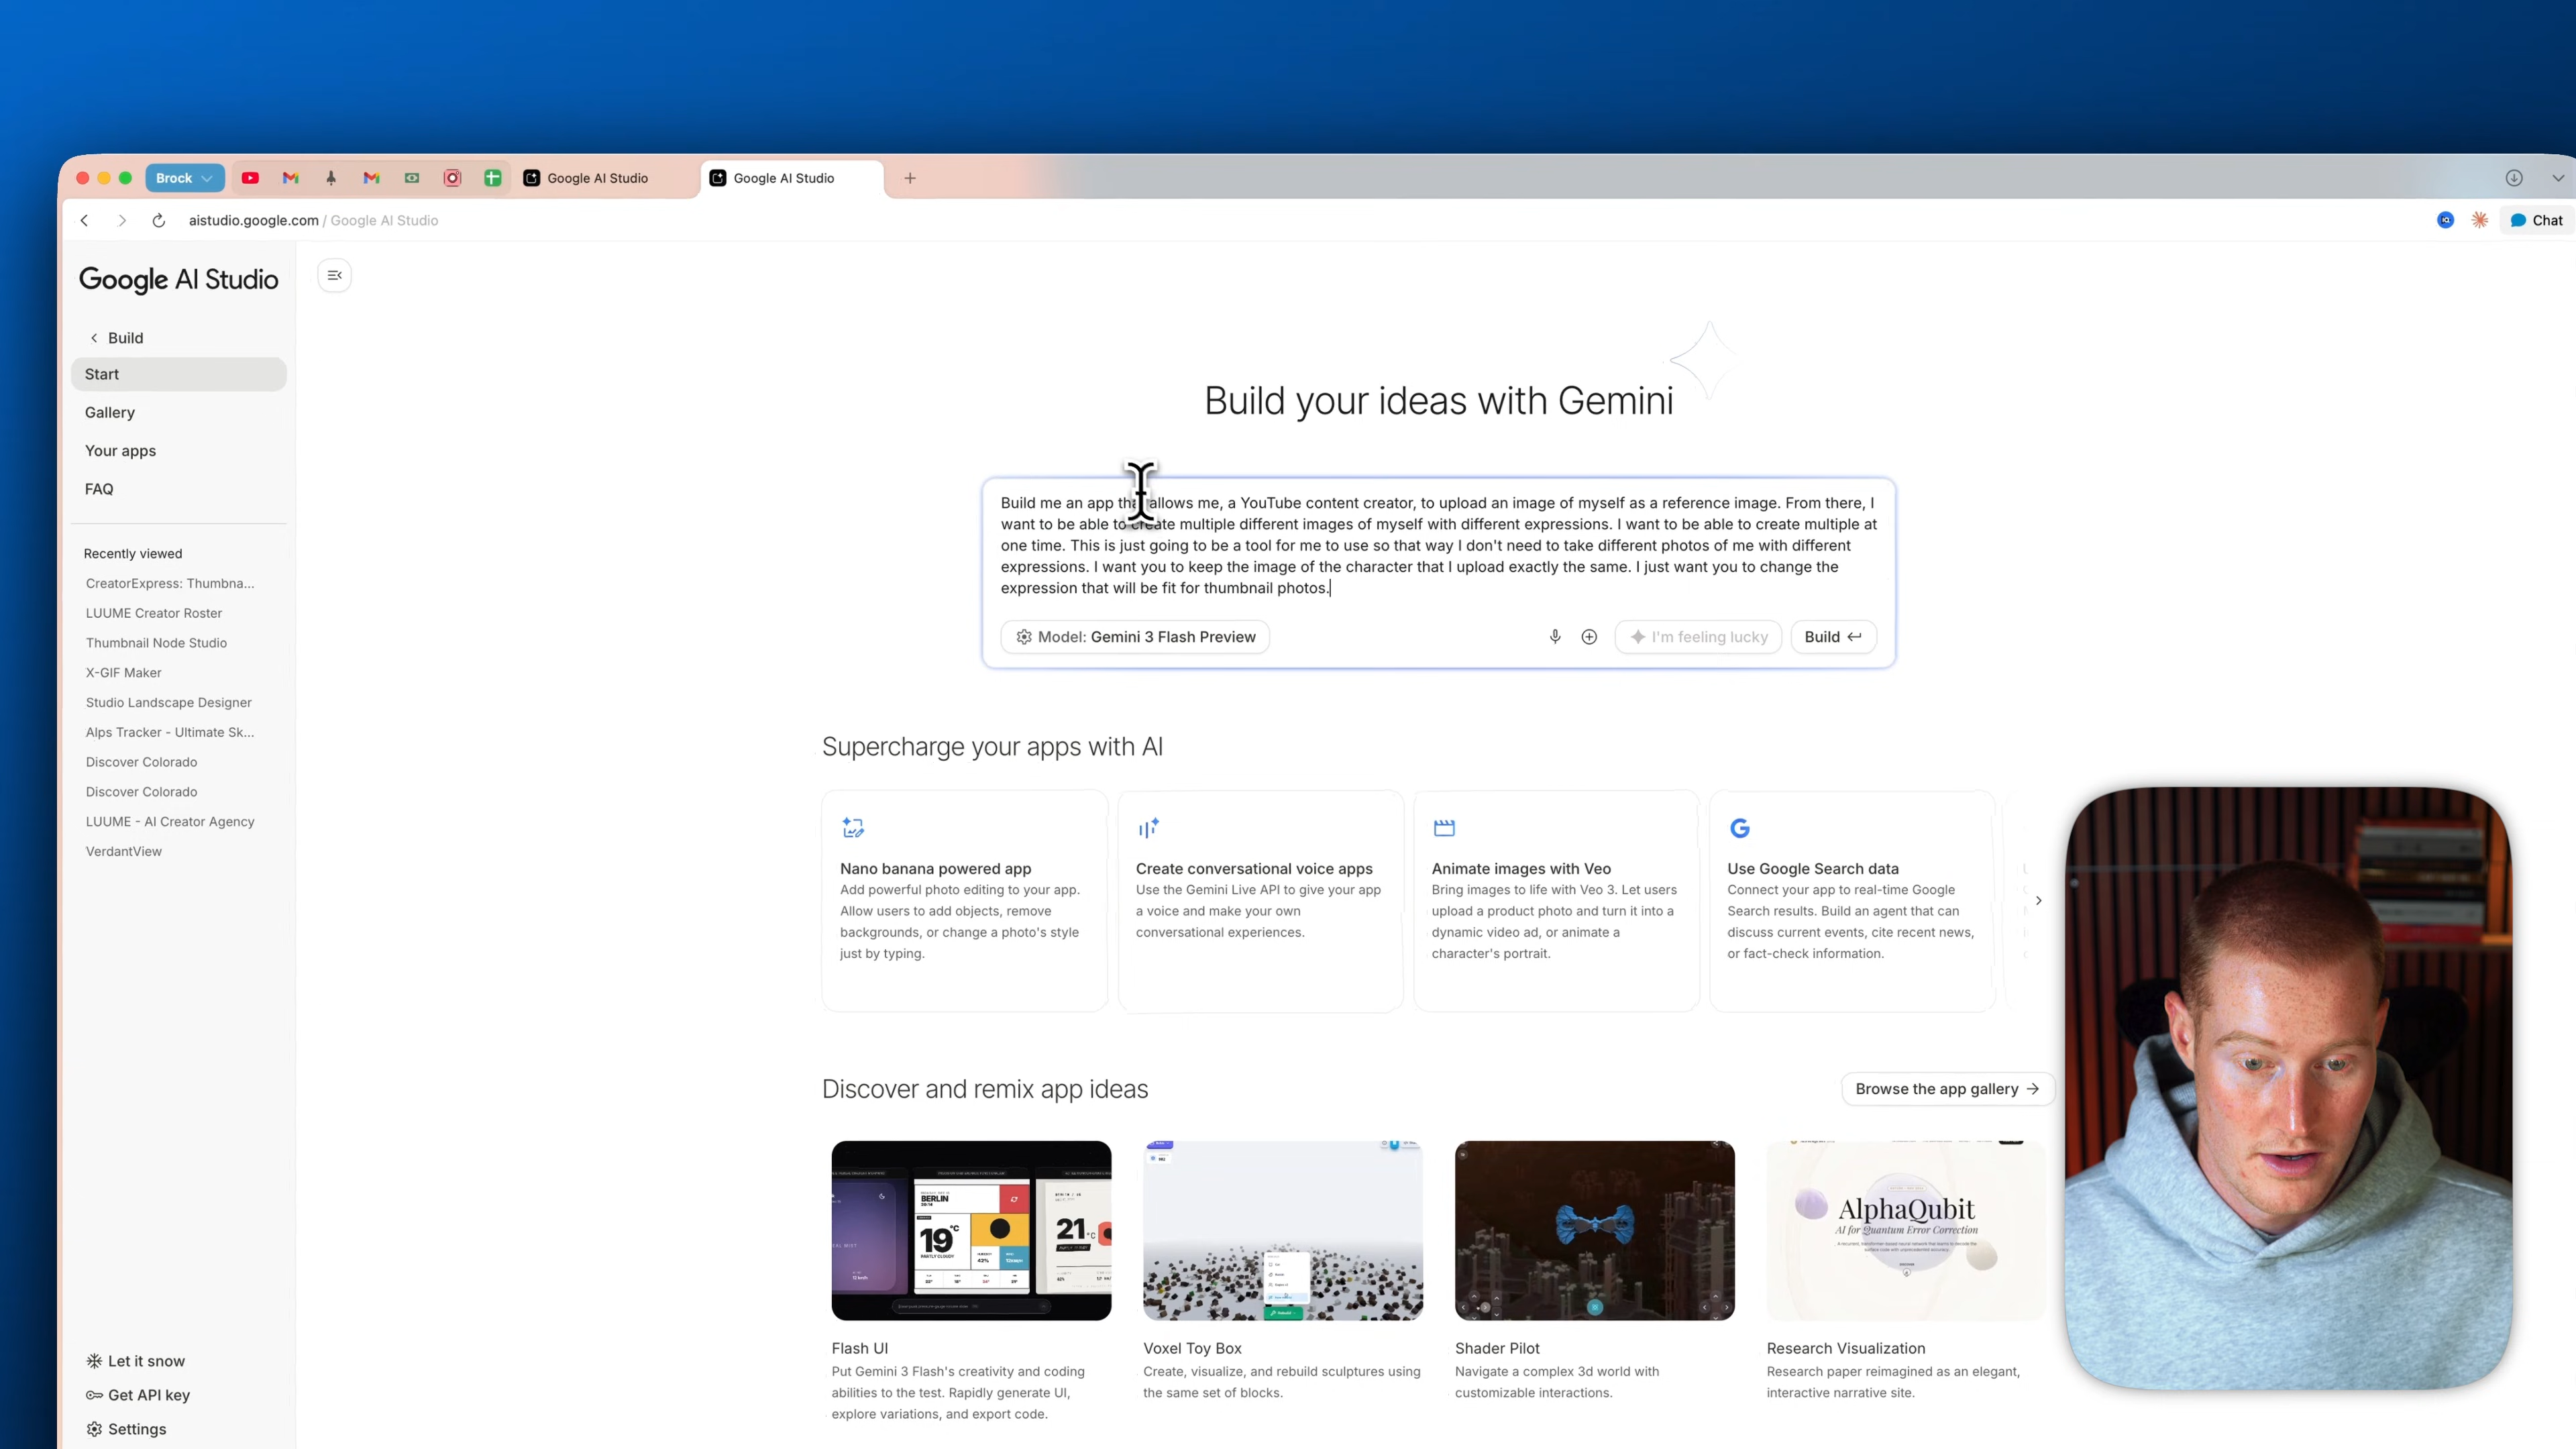 Brock
Google AI Studio
Google AI Studio
aistudio.google.com / Google AI Studio
Chat
Google AI Studio
Build
Start
Gallery
Your apps
FAQ
Recently viewed
CreatorExpress: Thumbna...
LUUME Creator Roster
Thumbnail Node Studio
X-GIF Maker
Studio Landscape Designer
Alps Tracker - Ultimate Sk...
Discover Colorado
Discover Colorado
LUUME - AI Creator Agency
VerdantView
Let it snow
Get API key
Settings
Build your ideas with Gemini
Build me an app th allows me, a YouTube content creator, to upload an image of myself as a reference image. From there, I
want to be able to create multiple different images of myself with different expressions. I want to be able to create multiple at
one time. This is just going to be a tool for me to use so that way I don't need to take different photos of me with different
expressions. I want you to keep the image of the character that I upload exactly the same. I just want you to change the
expression that will be fit for thumbnail photos.
Model: Gemini 3 Flash Preview
I'm feeling lucky
Build
Supercharge your apps with AI
Nano banana powered app
Add powerful photo editing to your app.
Allow users to add objects, remove
backgrounds, or change a photo's style
just by typing.
Create conversational voice apps
Use the Gemini Live API to give your app
a voice and make your own
conversational experiences.
Animate images with Veo
Bring images to life with Veo 3. Let users
upload a product photo and turn it into a
dynamic video ad, or animate a
character's portrait.
Use Google Search data
Connect your app to real-time Google
Search results. Build an agent that can
discuss current events, cite recent news,
or fact-check information.
Discover and remix app ideas
Browse the app gallery
BERLIN
19°C
PARTLY CLOUDY
21°C
AlphaQubit
AI for Quantum Error Correction
Flash UI
Put Gemini 3 Flash's creativity and coding
abilities to the test. Rapidly generate UI,
explore variations, and export code.
Voxel Toy Box
Create, visualize, and rebuild sculptures using
the same set of blocks.
Shader Pilot
Navigate a complex 3d world with
customizable interactions.
Research Visualization
Research paper reimagined as an elegant,
interactive narrative site.